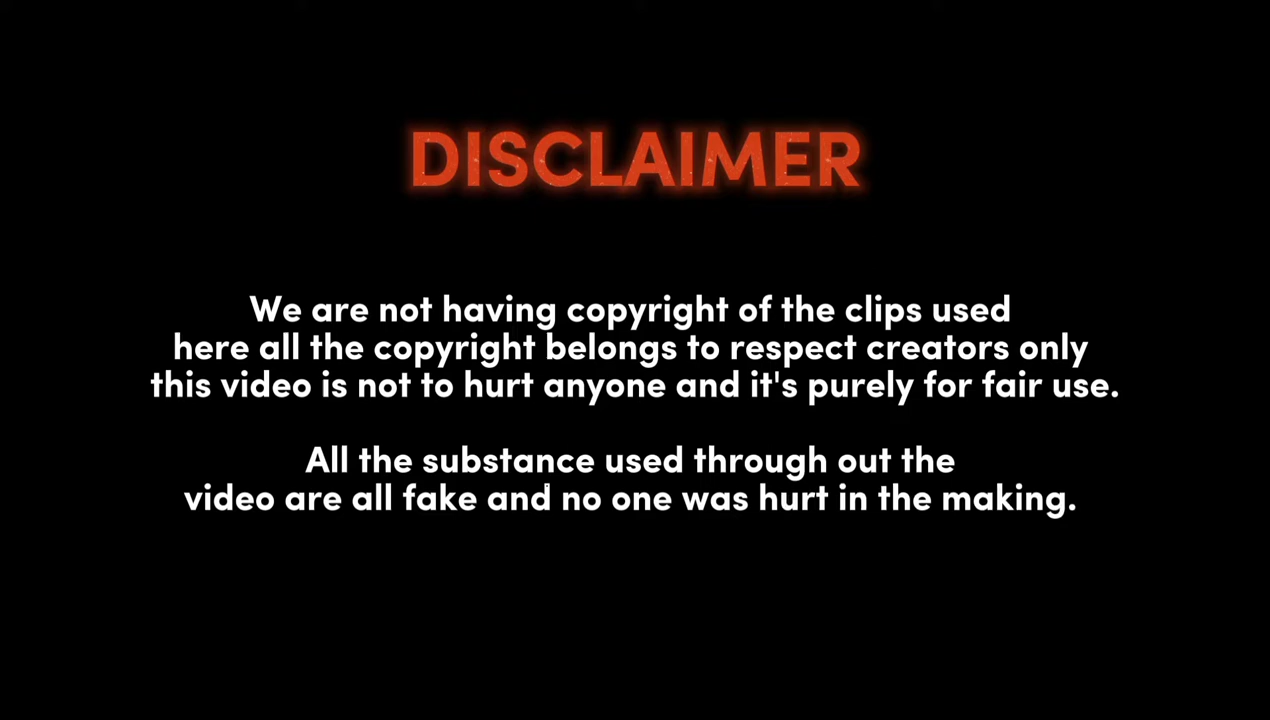 DISCLAIMER
We are not having copyright of the clips used
here all the copyright belongs to respect creators only
this video is not to hurt anyone and it's purely for fair use.
All the substance used through out the
video are all fake and no one was hurt in the making.